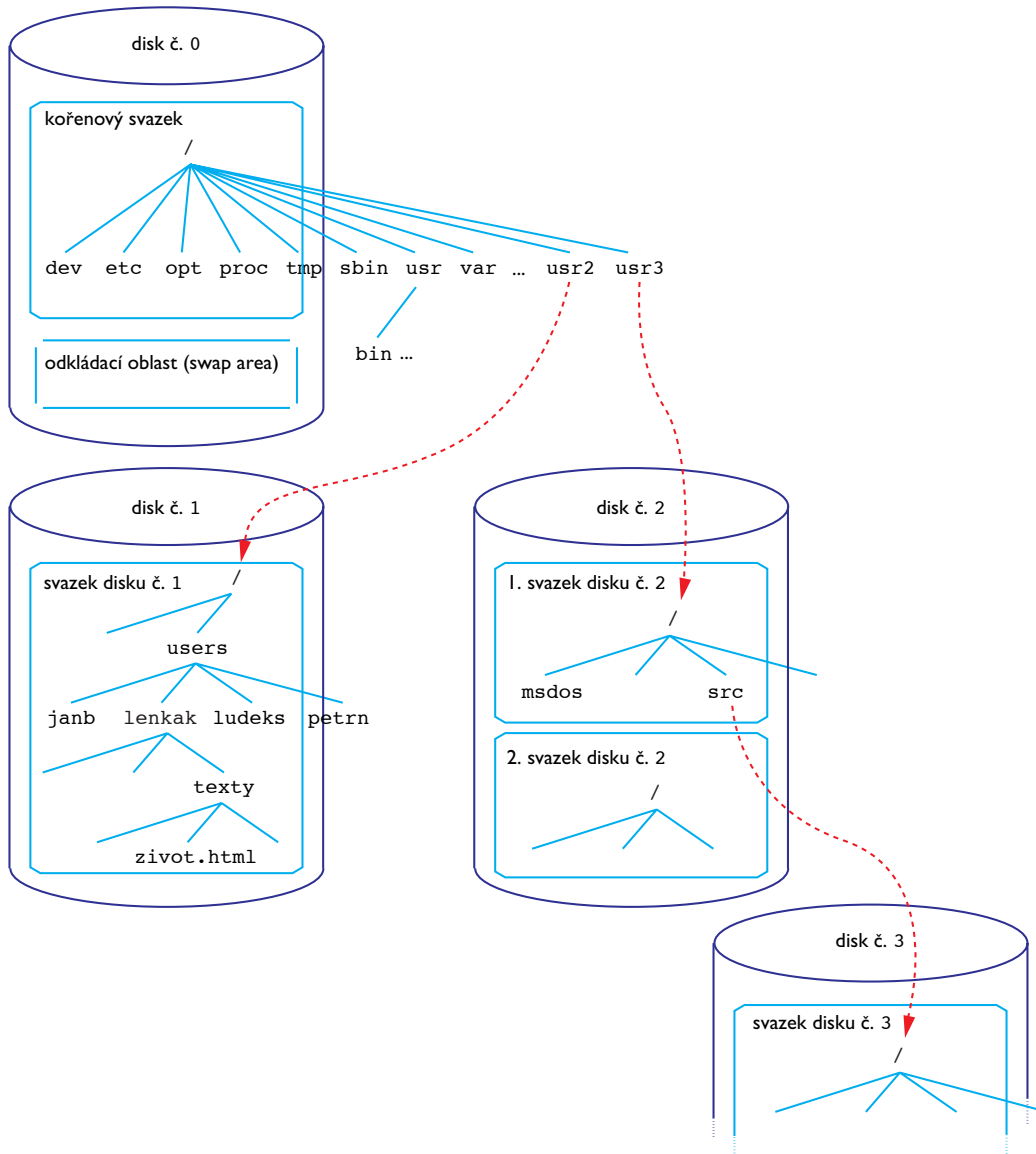 disk č. 0
kořenový svazek
/
dev etc opt proc tmp sbin usr var ... usr2 usr3
bin ...
odkládací oblast (swap area)
disk č. 1
svazek disku č. 1
/
users
janb lenkak ludeks petrn
texty
zivot.html
disk č. 2
1. svazek disku č. 2
/
msdos src
2. svazek disku č. 2
/
disk č. 3
svazek disku č. 3
/